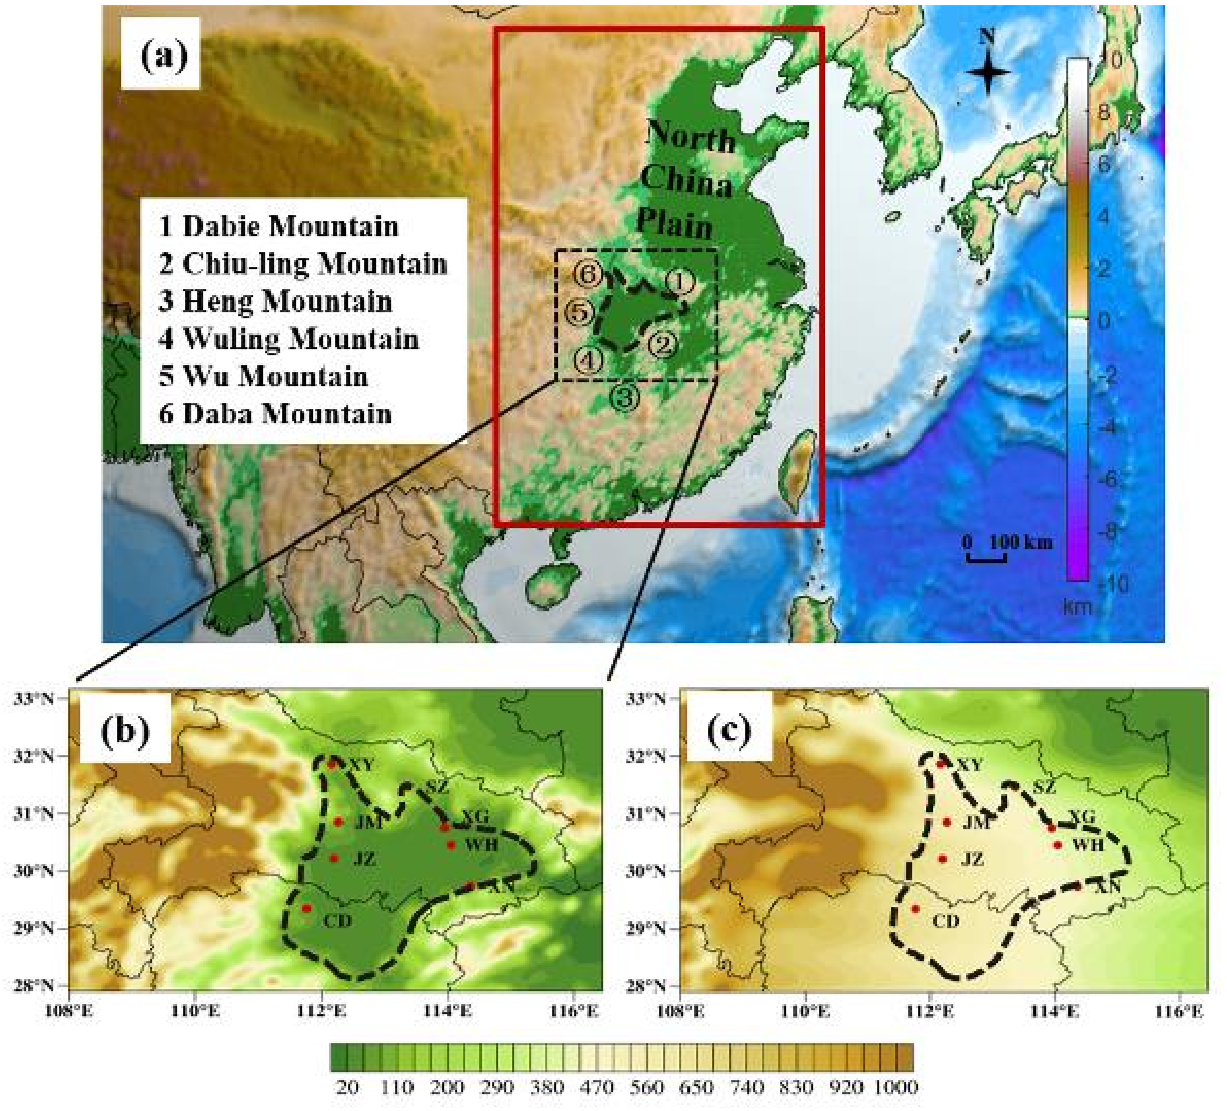 (a)
N
North
China
Plain
1 Dabie Mountain
2 Chiu-ling Mountain
3 Heng Mountain
4 Wuling Mountain
5 Wu Mountain
6 Daba Mountain
⑥ ①
⑤
④ ②
③
10
8
6
4
2
0
-2
-4
-6
-8
-10
km
0 100 km
(b)
33°N
32°N
31°N
30°N
29°N
28°N
XY
SZ
JM
XG
WH
JZ
XN
CD
108°E 110°E 112°E 114°E 116°E
(c)
33°N
32°N
31°N
30°N
29°N
28°N
XY
SZ
JM
XG
WH
JZ
XN
CD
108°E 110°E 112°E 114°E 116°E
20 110 200 290 380 470 560 650 740 830 920 1000